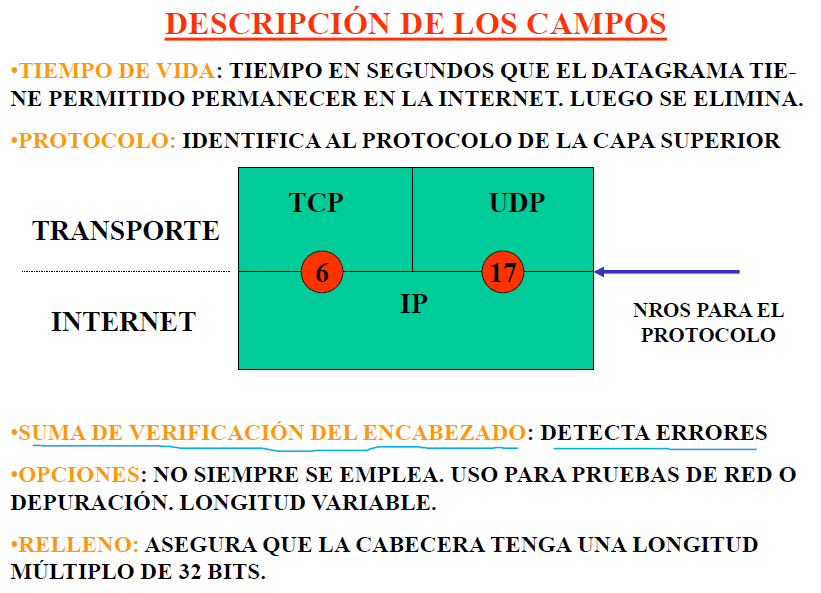 DESCRIPCIÓN DE LOS CAMPOS
•TIEMPO DE VIDA: TIEMPO EN SEGUNDOS QUE EL DATAGRAMA TIE-
NE PERMITIDO PERMANECER EN LA INTERNET. LUEGO SE ELIMINA.
•PROTOCOLO: IDENTIFICA AL PROTOCOLO DE LA CAPA SUPERIOR
TCP UDP
TRANSPORTE
6 17
IP
INTERNET
NROS PARA EL
PROTOCOLO
•SUMA DE VERIFICACIÓN DEL ENCABEZADO: DETECTA ERRORES
•OPCIONES: NO SIEMPRE SE EMPLEA. USO PARA PRUEBAS DE RED O
DEPURACIÓN. LONGITUD VARIABLE.
•RELLENO: ASEGURA QUE LA CABECERA TENGA UNA LONGITUD
MÚLTIPLO DE 32 BITS.